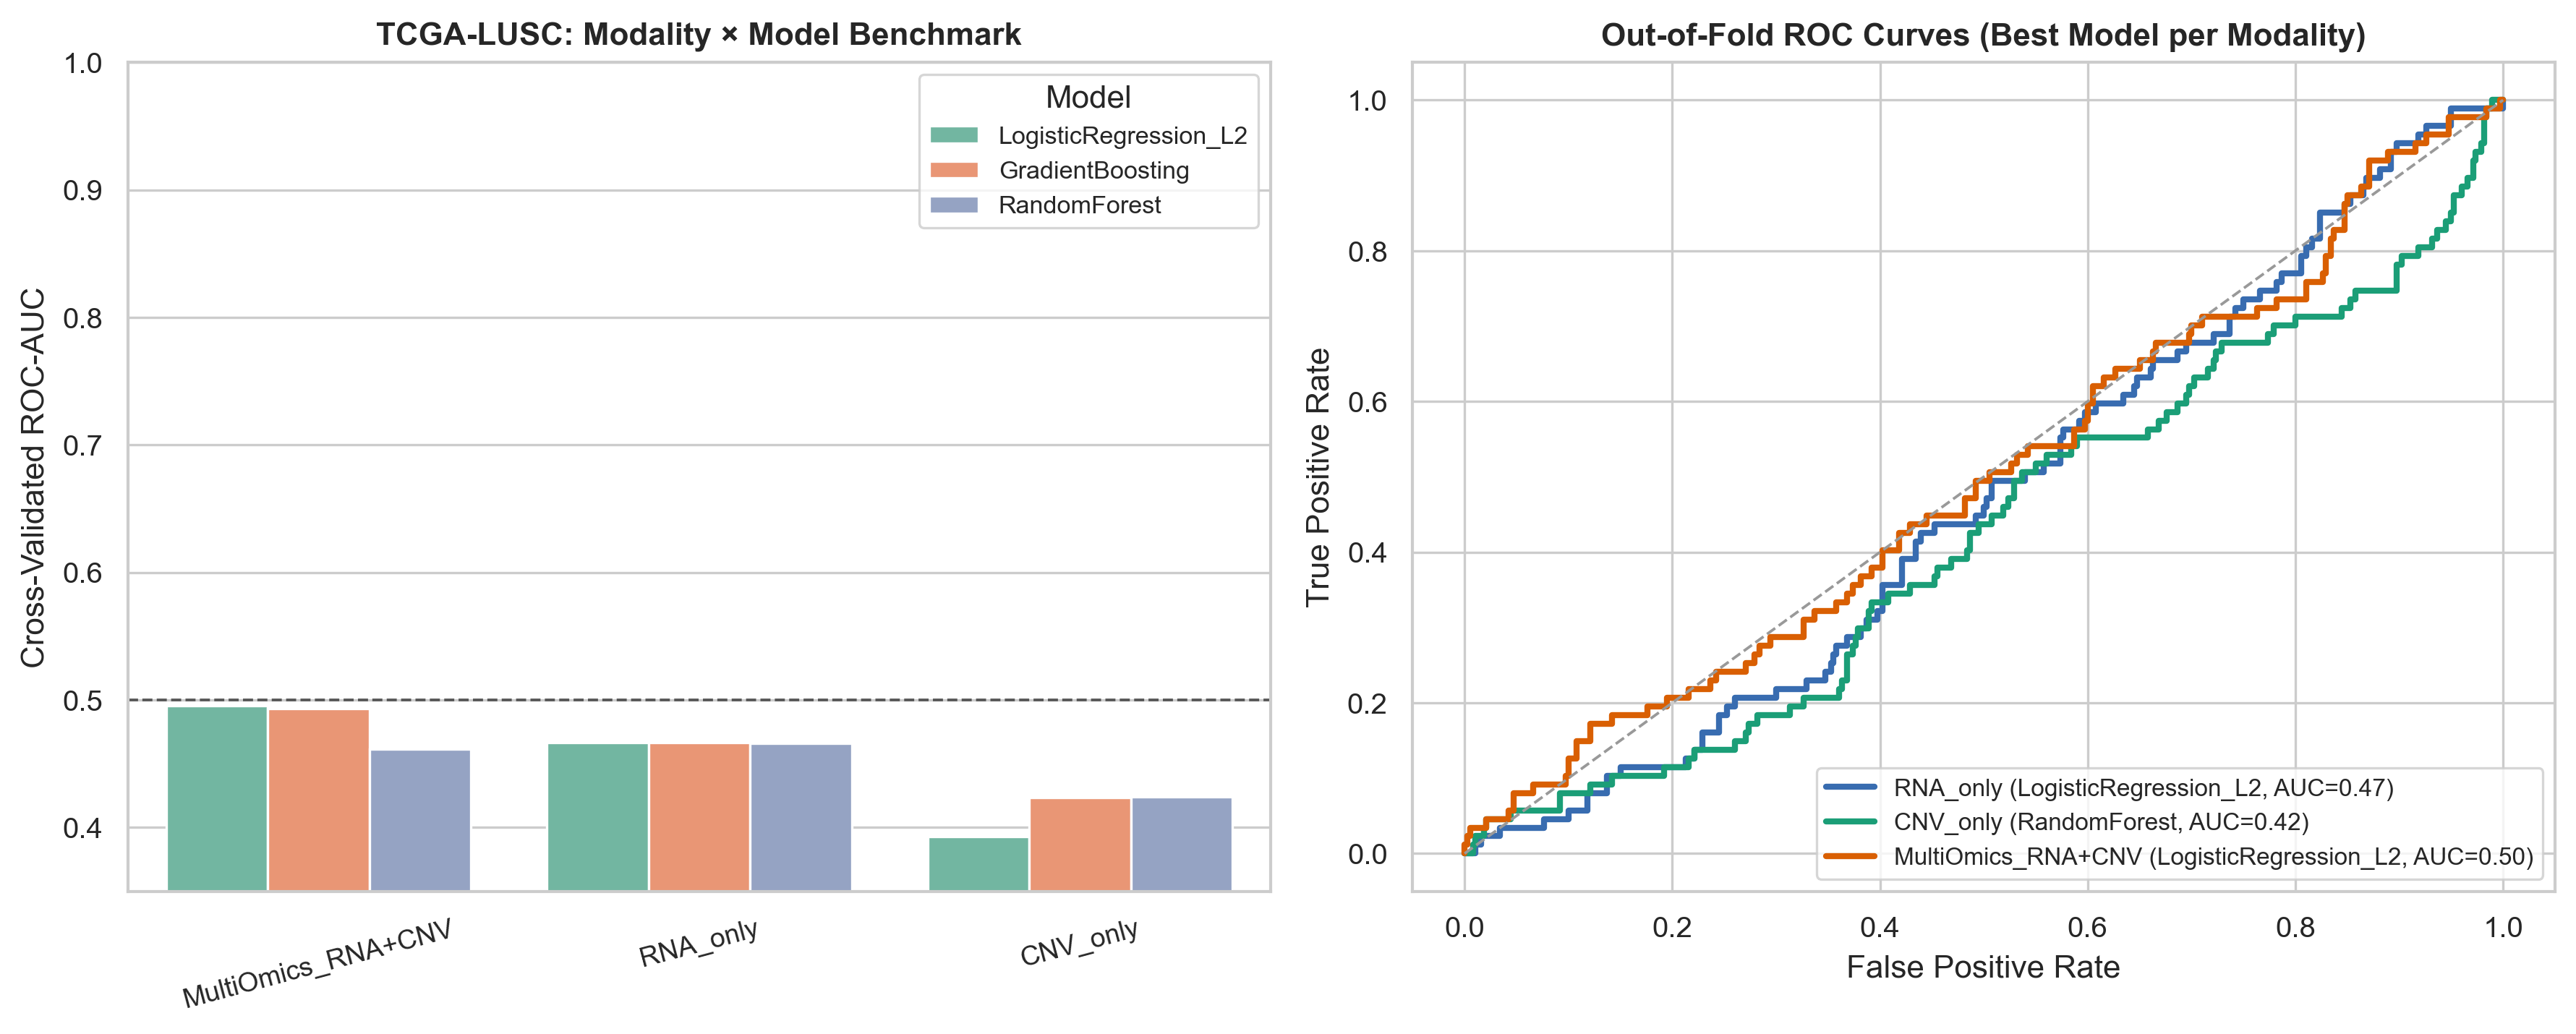 TCGA-LUSC: Modality × Model Benchmark
Cross-Validated ROC-AUC
1.0
0.9
0.8
0.7
0.6
0.5
0.4
Model
LogisticRegression_L2
GradientBoosting
RandomForest
MultiOmics_RNA+CNV
RNA_only
CNV_only
Out-of-Fold ROC Curves (Best Model per Modality)
True Positive Rate
1.0
0.8
0.6
0.4
0.2
0.0
RNA_only (LogisticRegression_L2, AUC=0.47)
CNV_only (RandomForest, AUC=0.42)
MultiOmics_RNA+CNV (LogisticRegression_L2, AUC=0.50)
0.0 0.2 0.4 0.6 0.8 1.0
False Positive Rate